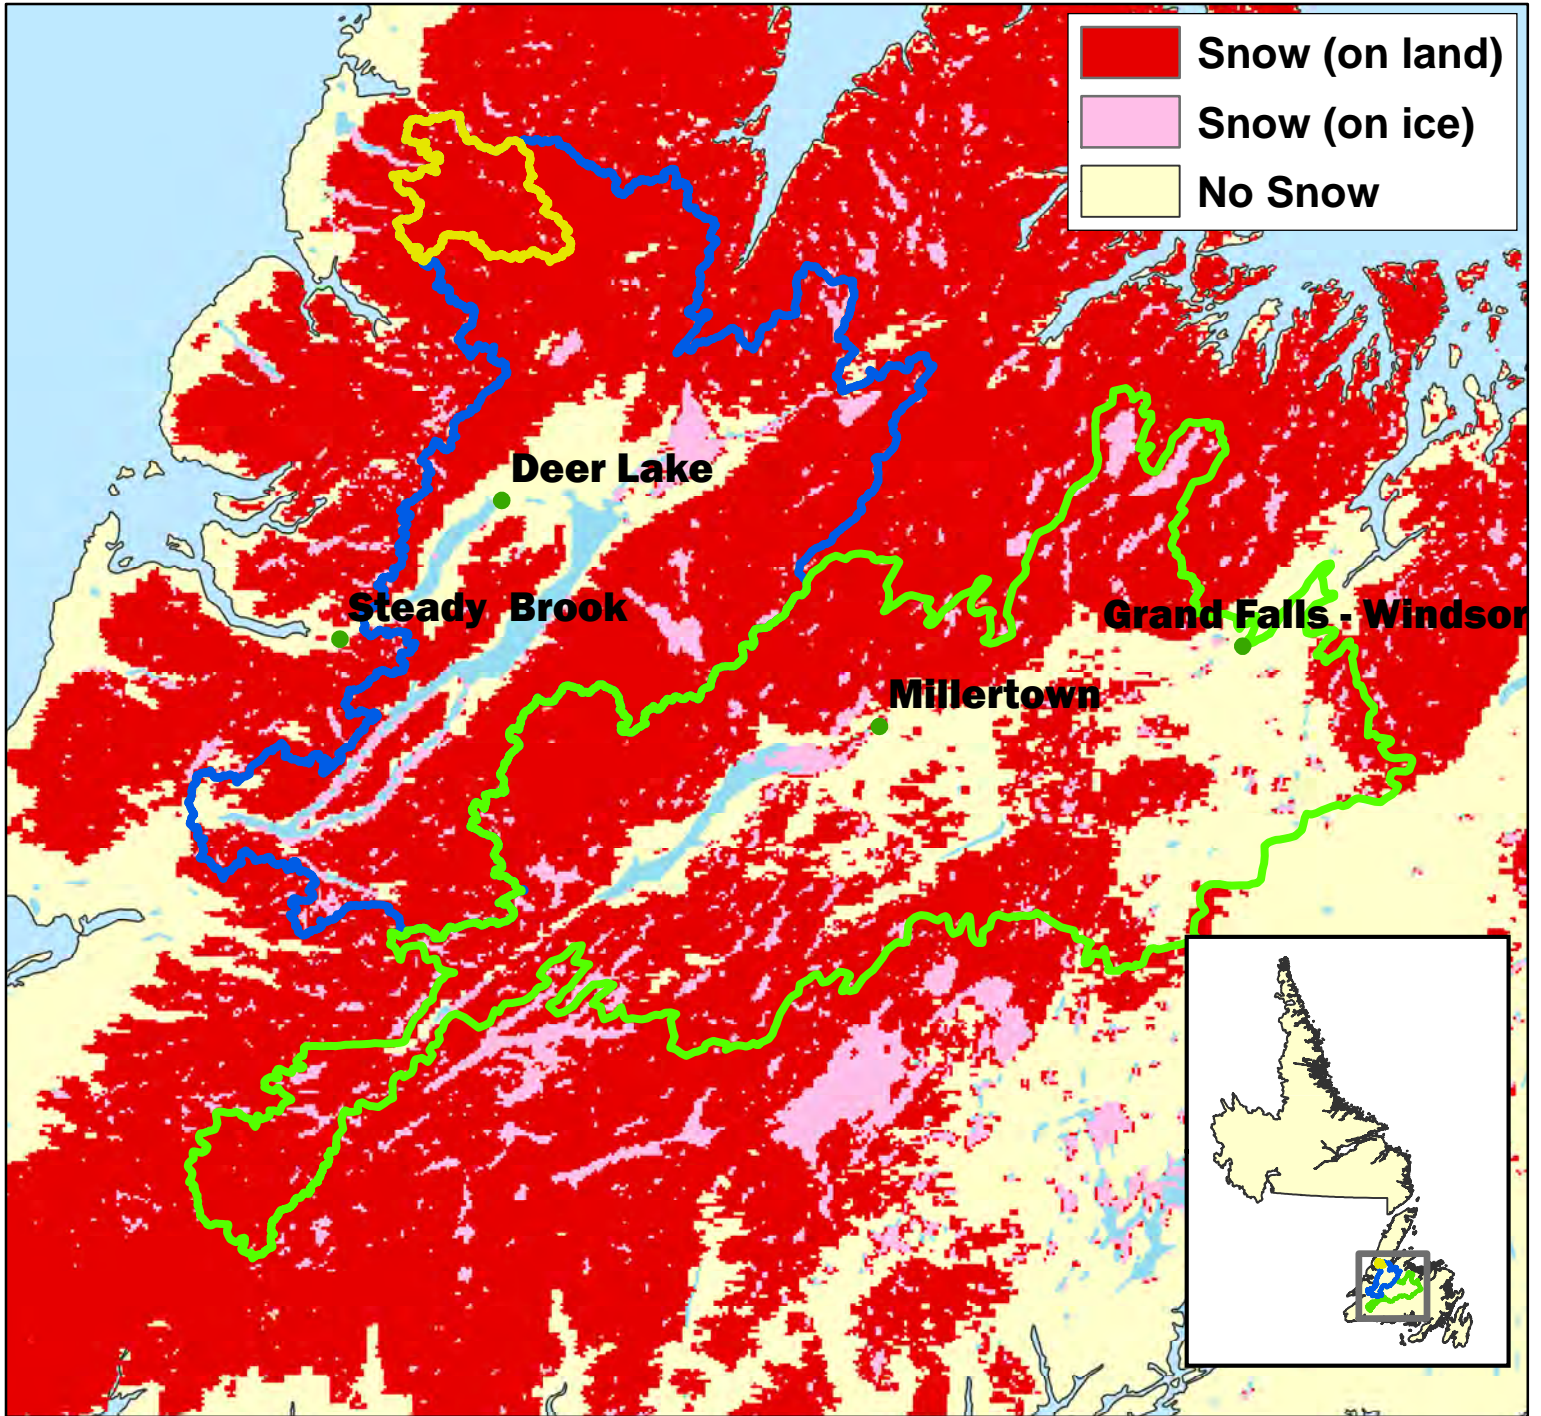 Snow (on land)
Snow (on ice)
No Snow
Deer Lake
Steady Brook
Grand Falls - Windsor
Millertown